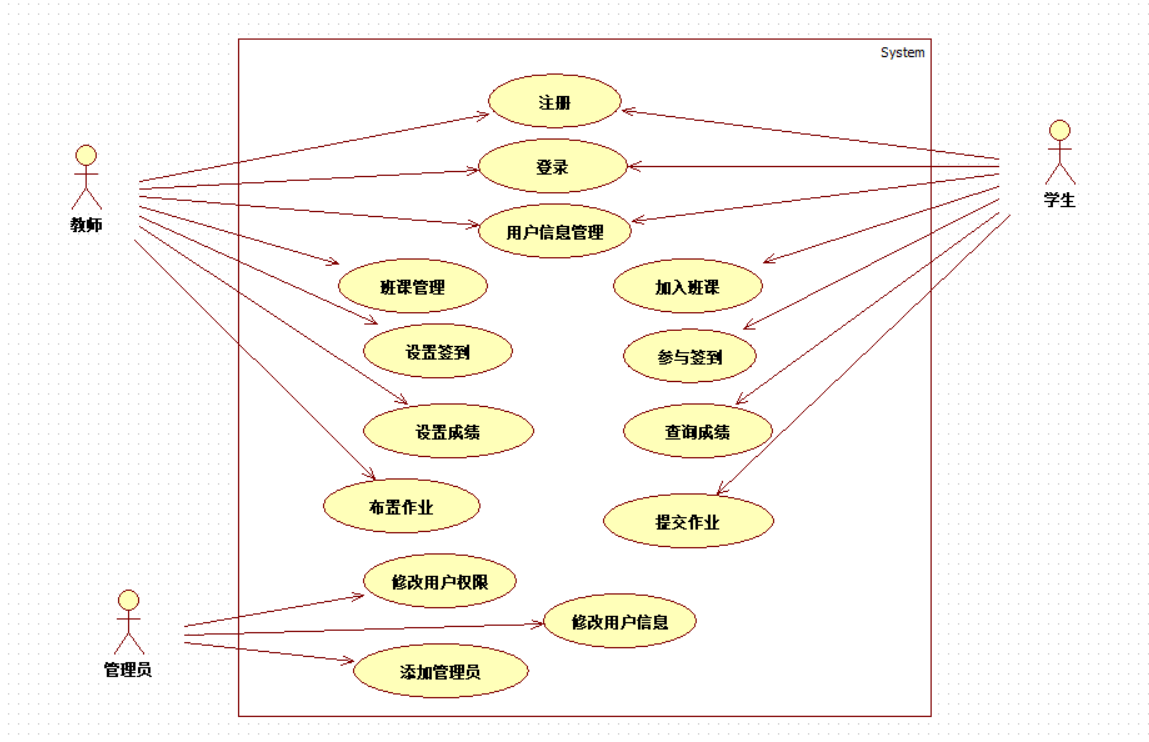 System
注册
登录
教师
学生
用户信息管理
班课管理
加入班课
设置签到
参与签到
设置成绩
查询成绩
布置作业
提交作业
修改用户权限
修改用户信息
管理员
添加管理员